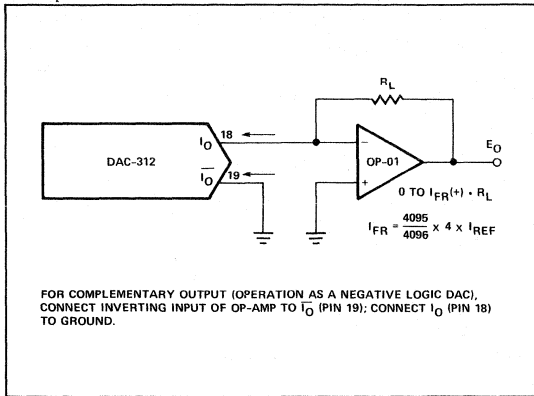 R_L
I_O 18
DAC-312
I̅_O 19
−
OP-01
+
E_O
0 TO I_FR(+) • R_L
I_FR = 4095/4096 x 4 x I_REF
FOR COMPLEMENTARY OUTPUT (OPERATION AS A NEGATIVE LOGIC DAC),
CONNECT INVERTING INPUT OF OP-AMP TO I̅_O (PIN 19); CONNECT I_O (PIN 18)
TO GROUND.